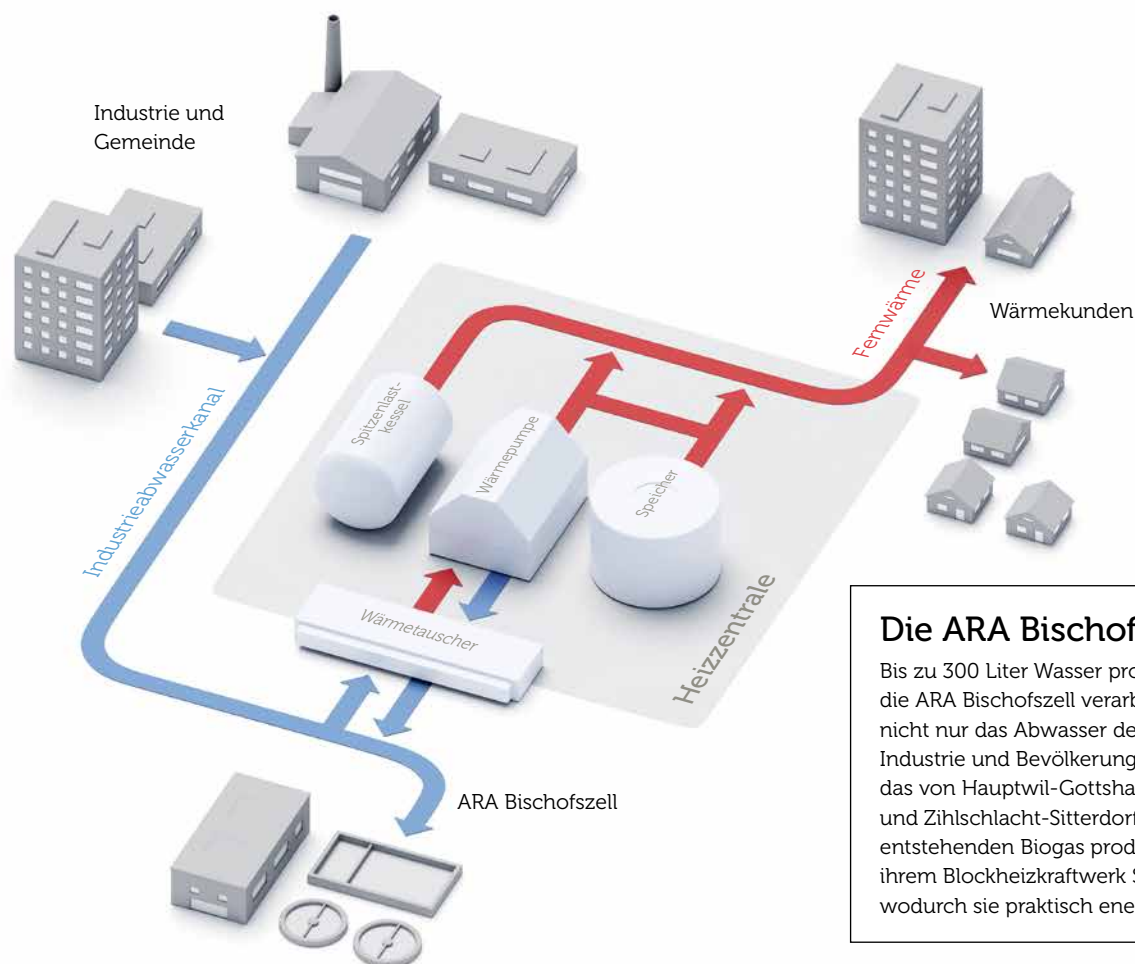 Industrie und
Gemeinde
Fernwärme
Wärmekunden
Industrieabwasserkanal
Spitzenlast-
kessel
Wärmepumpe
Speicher
Wärmetauscher
Heizzentrale
ARA Bischofszell
Die ARA Bischof
Bis zu 300 Liter Wasser pro
die ARA Bischofszell verarb
nicht nur das Abwasser de
Industrie und Bevölkerung
das von Hauptwil-Gottsha
und Zihlschlacht-Sitterdorf
entstehenden Biogas prod
ihrem Blockheizkraftwerk S
wodurch sie praktisch ene